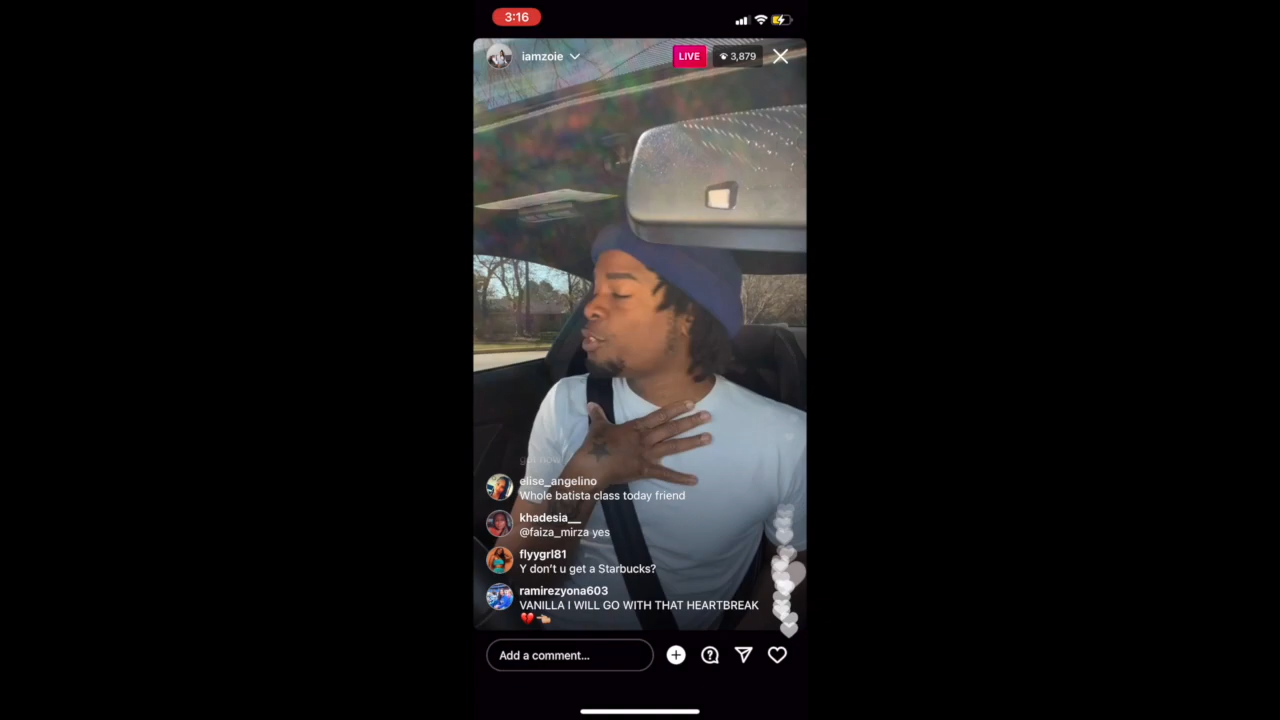 3:16
iamzoie
LIVE
3,879
elise_angelino
Whole batista class today friend
khadesia__
@faiza_mirza yes
flyygrl81
Y don't u get a Starbucks?
ramirezyona603
VANILLA I WILL GO WITH THAT HEARTBREAK
💔👈🏼
Add a comment...